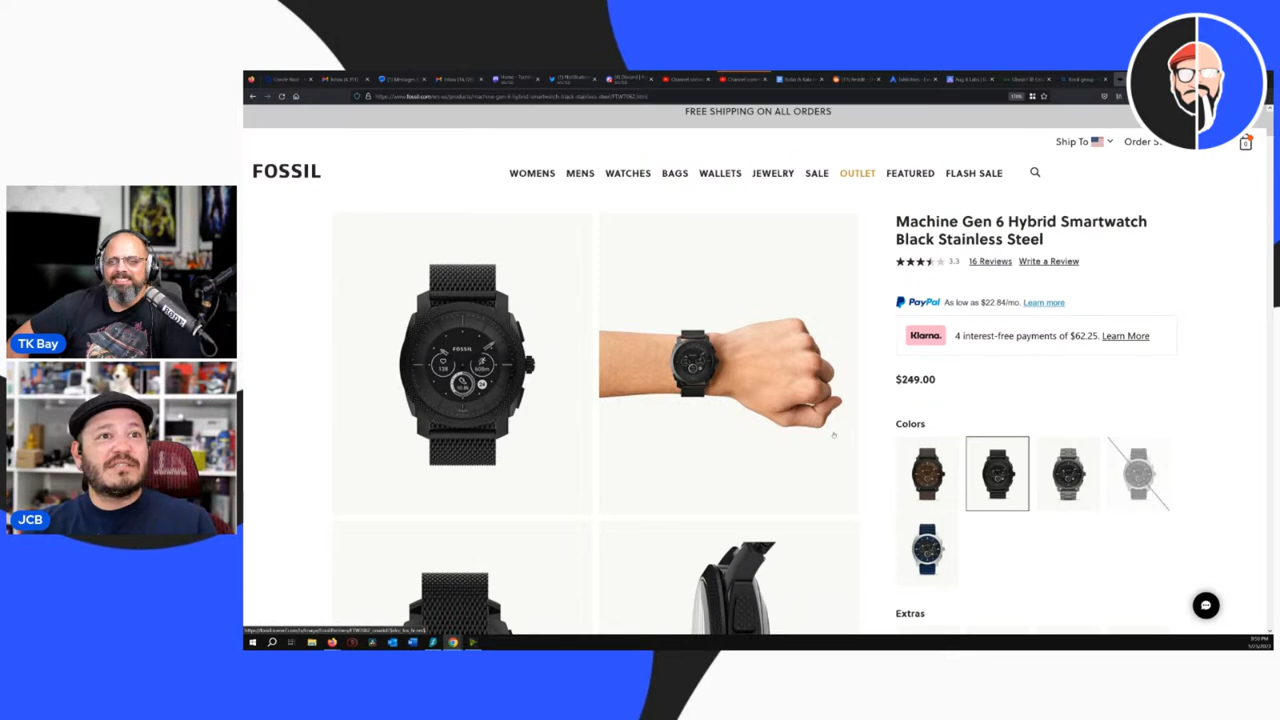 FREE SHIPPING ON ALL ORDERS
Ship To
FOSSIL
WOMENS MENS WATCHES BAGS WALLETS JEWELRY SALE OUTLET FEATURED FLASH SALE
Machine Gen 6 Hybrid Smartwatch
Black Stainless Steel
3.3 16 Reviews Write a Review
PayPal As low as $22.84/mo. Learn more
Klarna. 4 interest-free payments of $62.25. Learn More
$249.00
Colors
Extras
FOSSIL
TK Bay
JCB
0